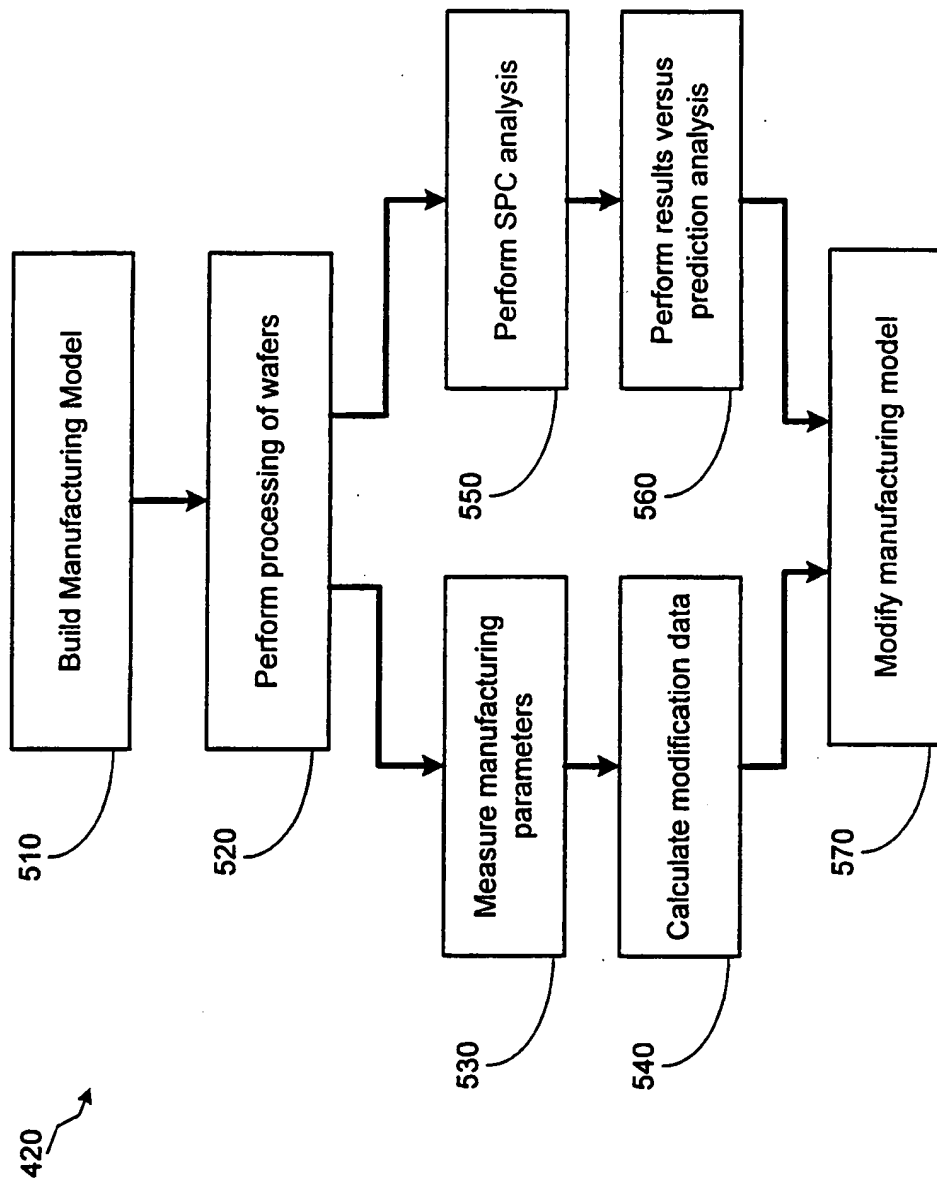 420
510
Build Manufacturing Model
520
Perform processing of wafers
530
Measure manufacturing
parameters
540
Calculate modification data
550
Perform SPC analysis
560
Perform results versus
prediction analysis
570
Modify manufacturing model